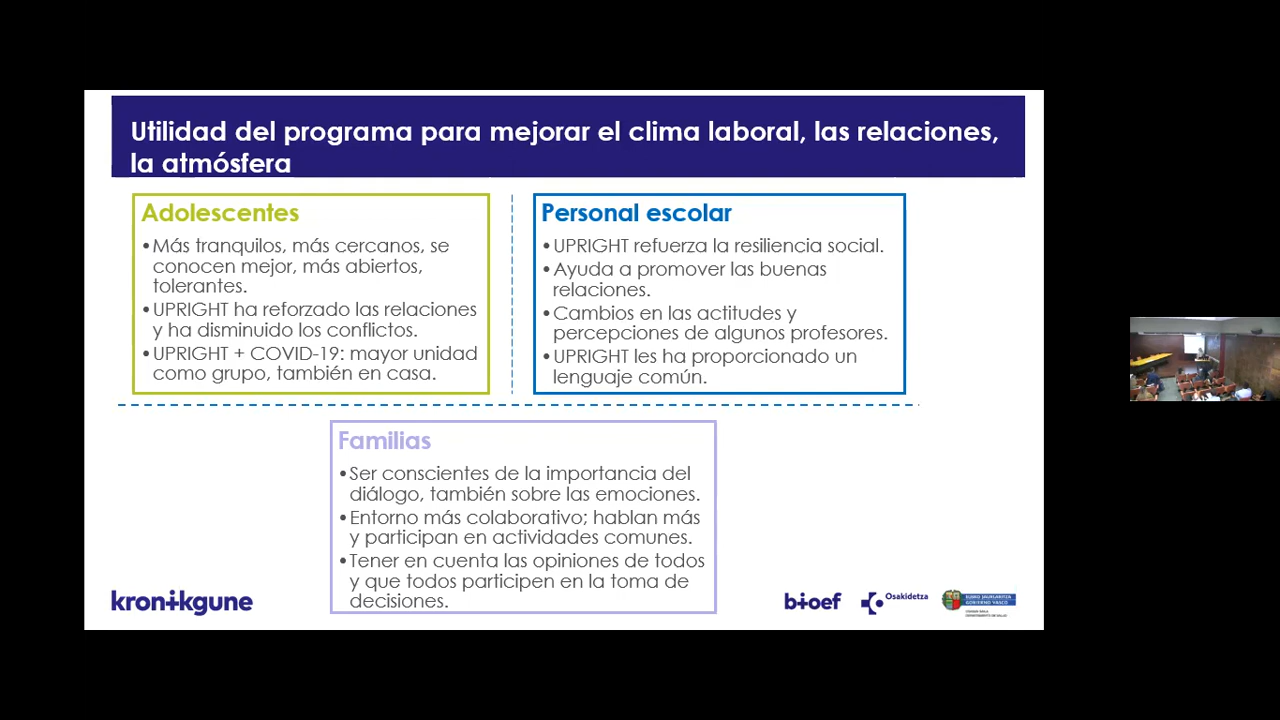 Utilidad del programa para mejorar el clima laboral, las relaciones,
la atmósfera
Adolescentes
•Más tranquilos, más cercanos, se
conocen mejor, más abiertos,
tolerantes.
•UPRIGHT ha reforzado las relaciones
y ha disminuido los conflictos.
•UPRIGHT + COVID-19: mayor unidad
como grupo, también en casa.
Personal escolar
•UPRIGHT refuerza la resiliencia social.
•Ayuda a promover las buenas
relaciones.
•Cambios en las actitudes y
percepciones de algunos profesores.
•UPRIGHT les ha proporcionado un
lenguaje común.
Familias
•Ser conscientes de la importancia del
diálogo, también sobre las emociones.
•Entorno más colaborativo; hablan más
y participan en actividades comunes.
•Tener en cuenta las opiniones de todos
y que todos participen en la toma de
decisiones.
kronikgune
bioef
Osakidetza
EUSKO JAURLARITZA
GOBIERNO VASCO